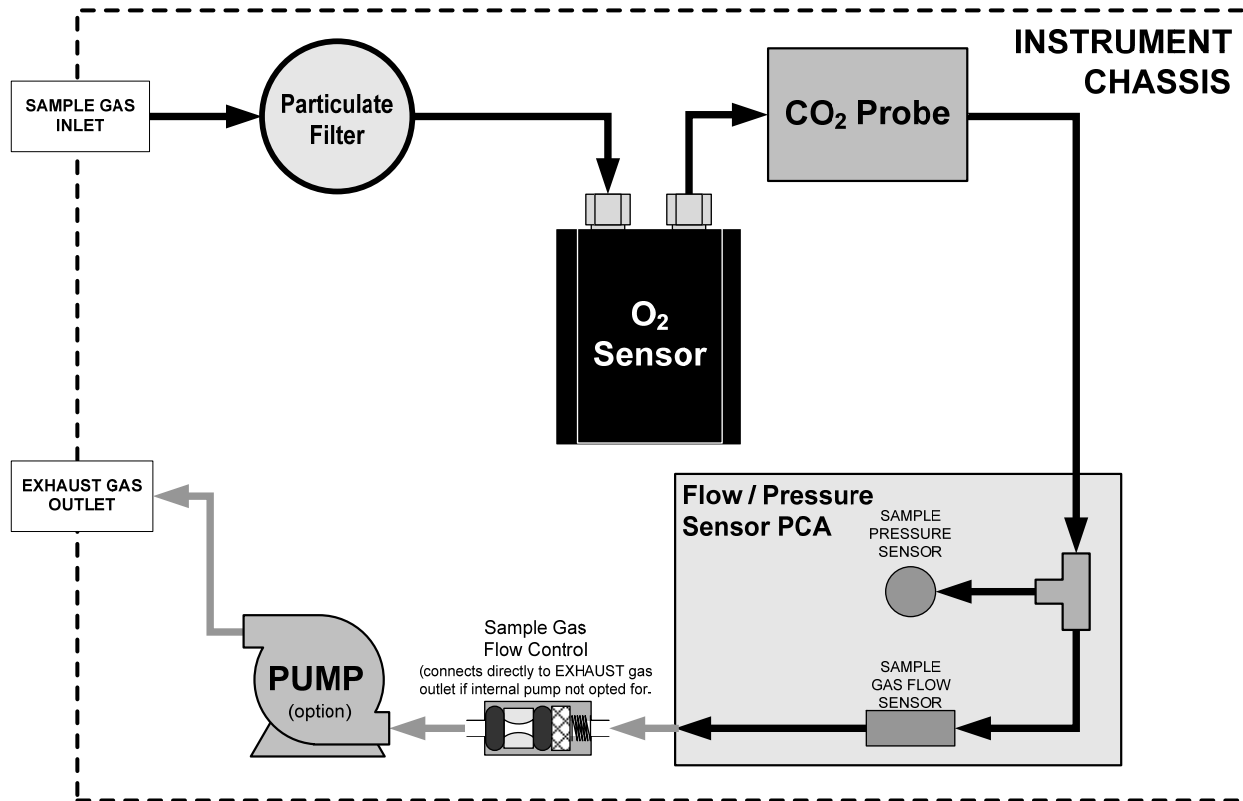 INSTRUMENT
CHASSIS
SAMPLE GAS
INLET
Particulate
Filter
CO₂ Probe
O₂
Sensor
EXHAUST GAS
OUTLET
Flow / Pressure
Sensor PCA
SAMPLE
PRESSURE
SENSOR
Sample Gas
Flow Control
(connects directly to EXHAUST gas
outlet if internal pump not opted for-
SAMPLE
GAS FLOW
SENSOR
PUMP
(option)